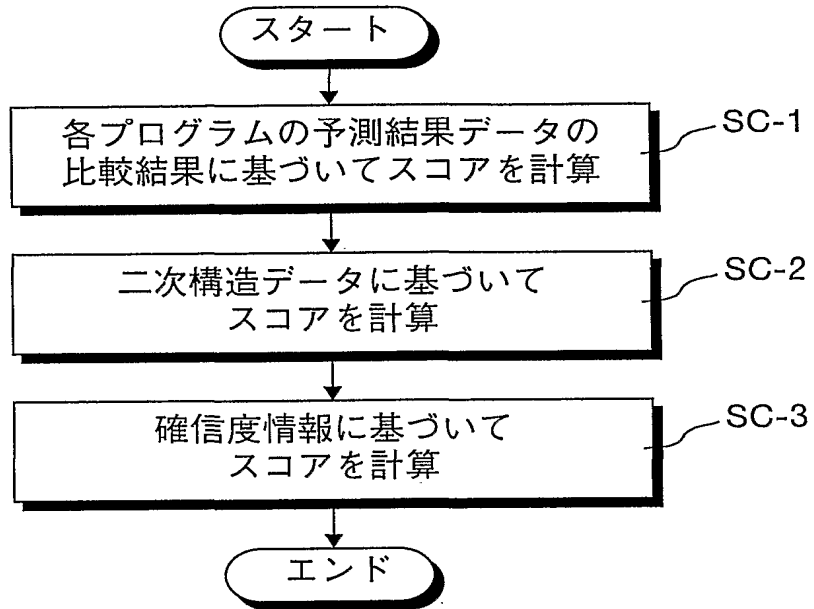 スタート
各プログラムの予測結果データの
比較結果に基づいてスコアを計算
SC-1
二次構造データに基づいて
スコアを計算
SC-2
確信度情報に基づいて
スコアを計算
SC-3
エンド